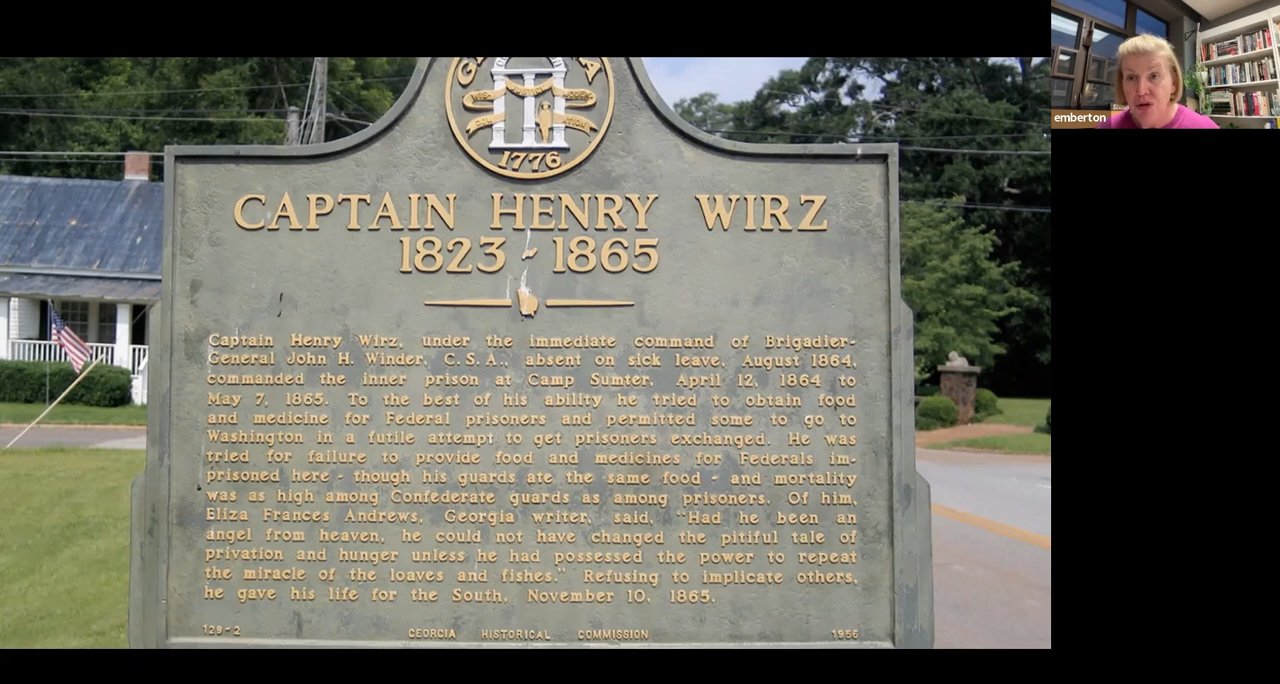 GEORGIA
WISDOM
1776
CAPTAIN HENRY WIRZ
1823 - 1865
Captain Henry Wirz, under the immediate command of Brigadier-
General John H. Winder, C.S.A., absent on sick leave, August 1864,
commanded the inner prison at Camp Sumter, April 12, 1864 to
May 7, 1865. To the best of his ability he tried to obtain food
and medicine for Federal prisoners and permitted some to go to
Washington in a futile attempt to get prisoners exchanged. He was
tried for failure to provide food and medicines for Federals im-
prisoned here - though his guards ate the same food - and mortality
was as high among Confederate guards as among prisoners. Of him,
Eliza Frances Andrews, Georgia writer, said, "Had he been an
angel from heaven, he could not have changed the pitiful tale of
privation and hunger unless he had possessed the power to repeat
the miracle of the loaves and fishes." Refusing to implicate others,
he gave his life for the South, November 10, 1865.
129-2 GEORGIA HISTORICAL COMMISSION 1956
emberton